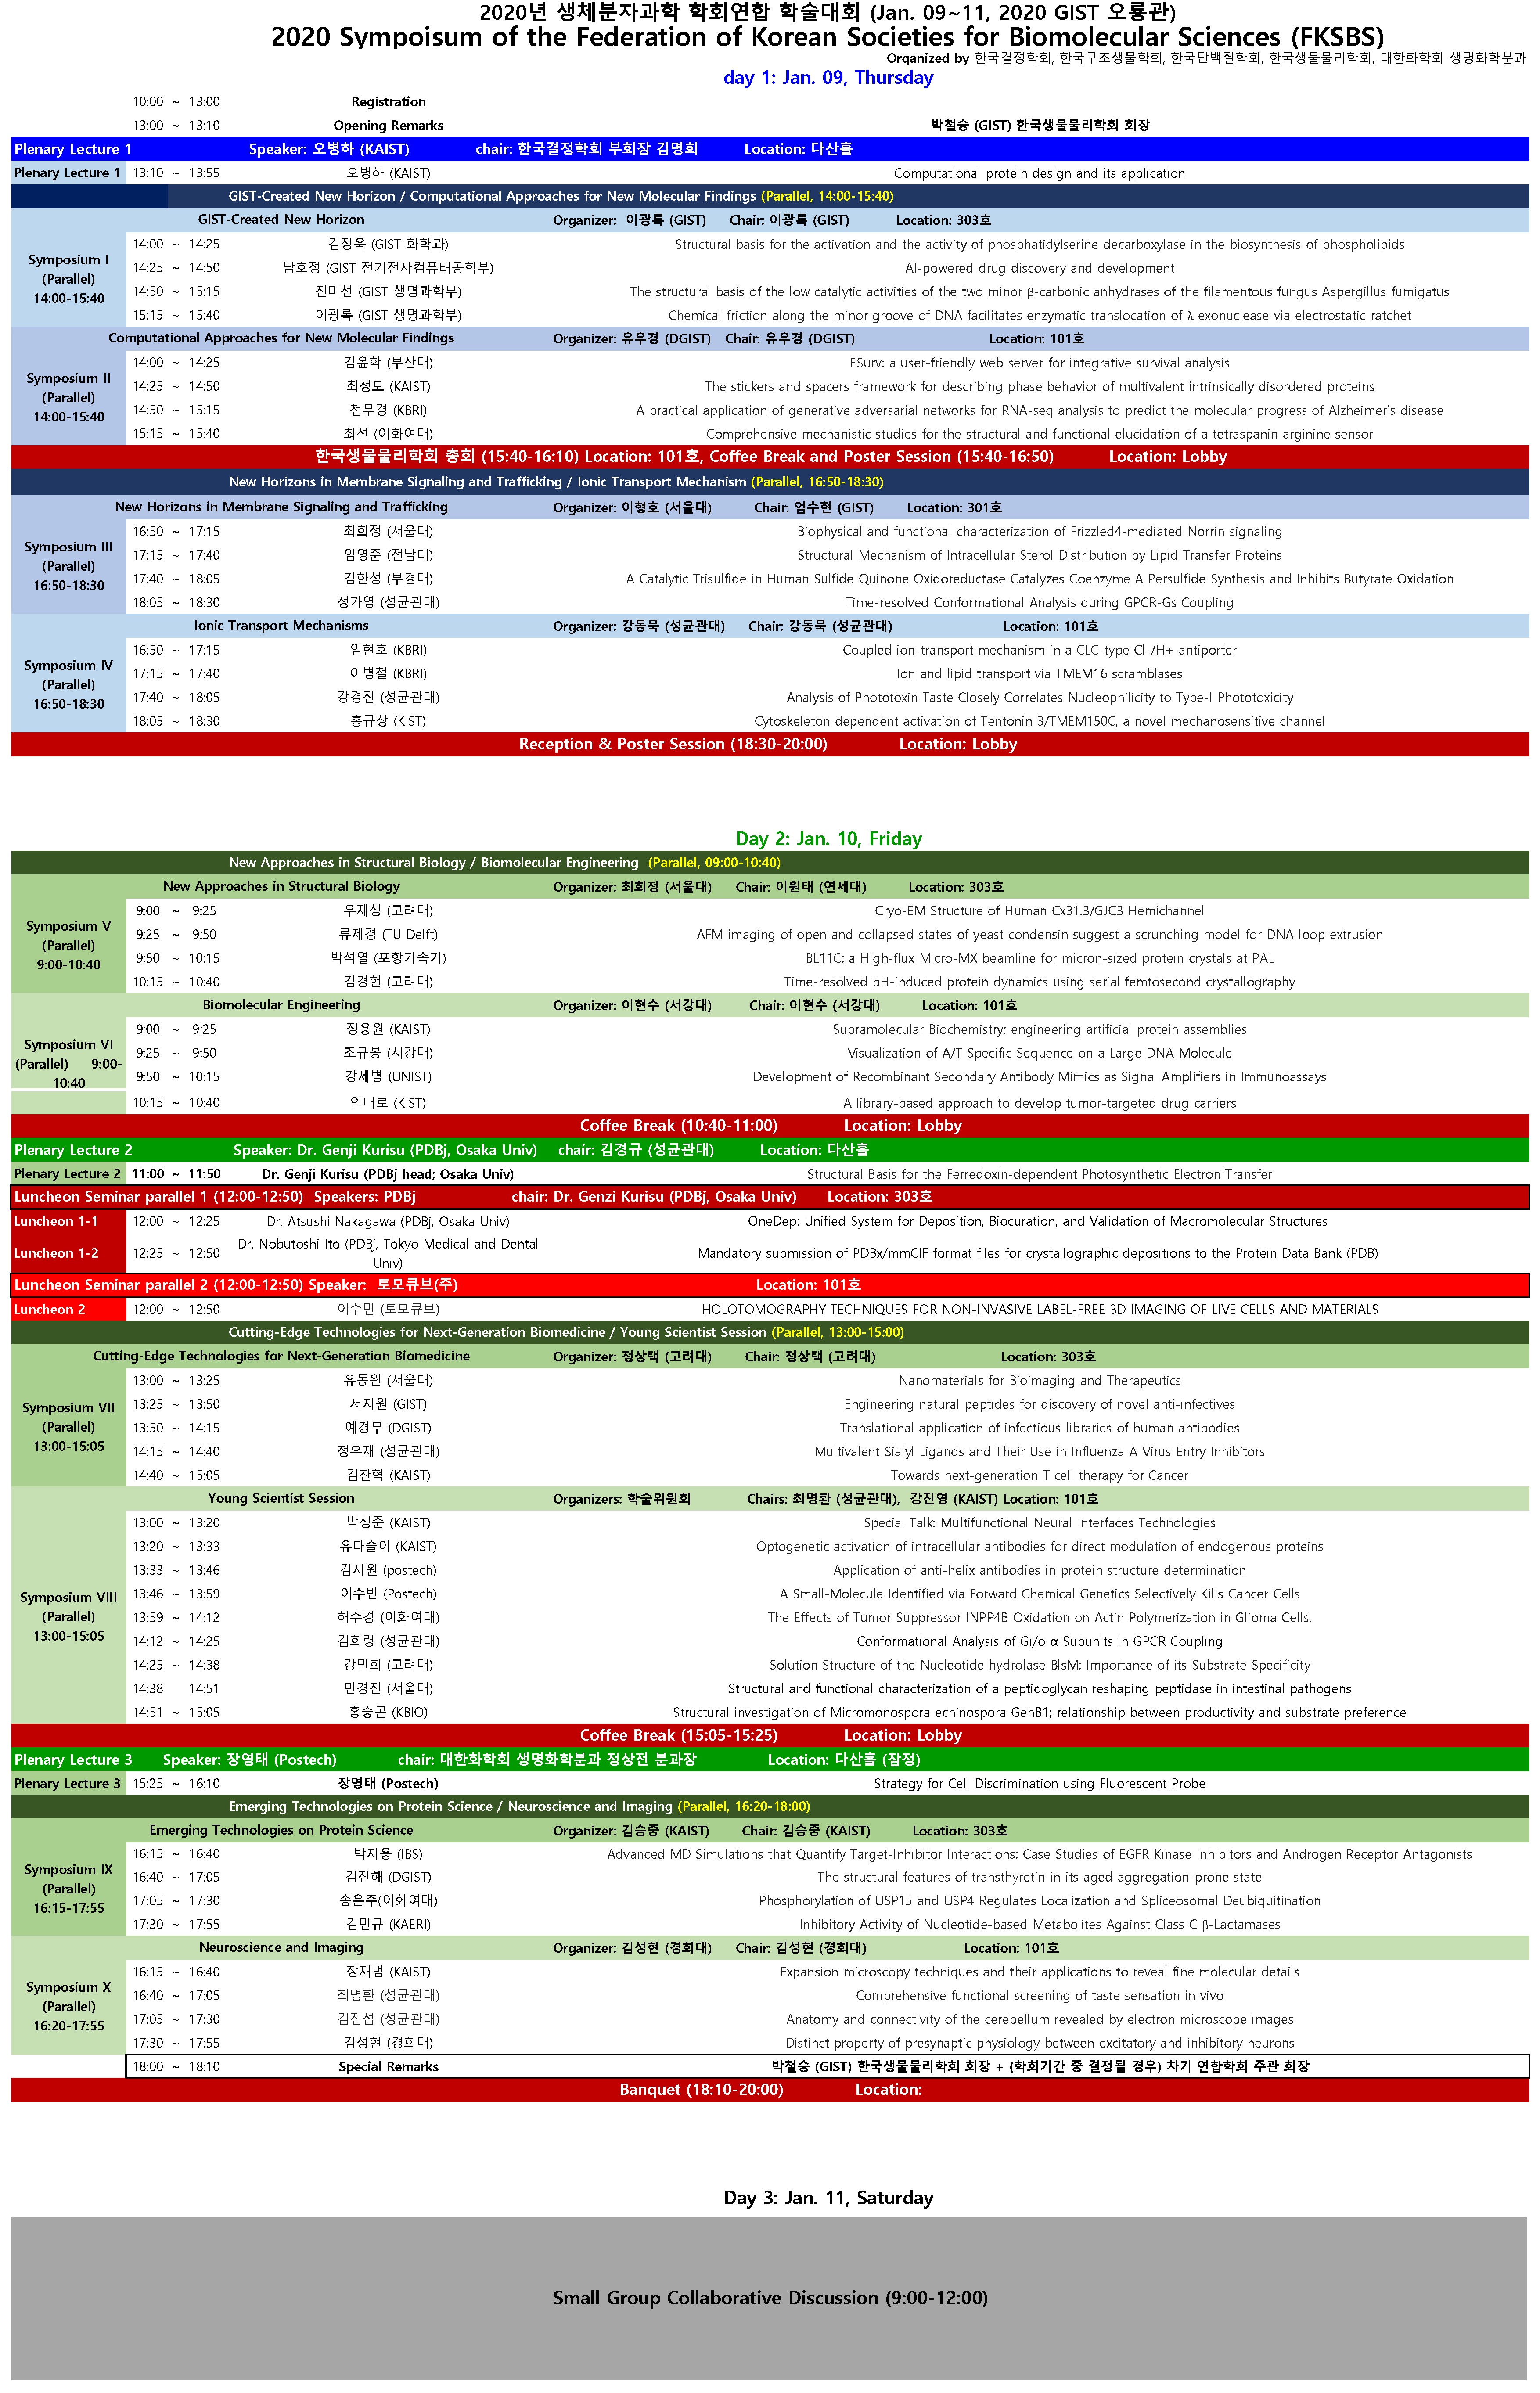 2020년 생체분자과학 학회연합 학술대회 (Jan. 09~11, 2020 GIST 오룡관)
2020 Sympoisum of the Federation of Korean Societies for Biomolecular Sciences (FKSBS)
Organized by 한국결정학회, 한국구조생물학회, 한국단백질학회, 한국생물물리학회, 대한화학회 생명화학분과
day 1: Jan. 09, Thursday
10:00 ~ 13:00 Registration
13:00 ~ 13:10 Opening Remarks 박철승 (GIST) 한국생물물리학회 회장
Plenary Lecture 1 Speaker: 오병하 (KAIST) chair: 한국결정학회 부회장 김명희 Location: 다산홀
Plenary Lecture 1 13:10 ~ 13:55 오병하 (KAIST) Computational protein design and its application
GIST-Created New Horizon / Computational Approaches for New Molecular Findings (Parallel, 14:00-15:40)
GIST-Created New Horizon Organizer: 이광록 (GIST) Chair: 이광록 (GIST) Location: 303호
Symposium I
(Parallel)
14:00-15:40
14:00 ~ 14:25 김정욱 (GIST 화학과) Structural basis for the activation and the activity of phosphatidylserine decarboxylase in the biosynthesis of phospholipids
14:25 ~ 14:50 남호정 (GIST 전기전자컴퓨터공학부) AI-powered drug discovery and development
14:50 ~ 15:15 진미선 (GIST 생명과학부) The structural basis of the low catalytic activities of the two minor β-carbonic anhydrases of the filamentous fungus Aspergillus fumigatus
15:15 ~ 15:40 이광록 (GIST 생명과학부) Chemical friction along the minor groove of DNA facilitates enzymatic translocation of λ exonuclease via electrostatic ratchet
Computational Approaches for New Molecular Findings Organizer: 유우경 (DGIST) Chair: 유우경 (DGIST) Location: 101호
Symposium II
(Parallel)
14:00-15:40
14:00 ~ 14:25 김윤학 (부산대) ESurv: a user-friendly web server for integrative survival analysis
14:25 ~ 14:50 최정모 (KAIST) The stickers and spacers framework for describing phase behavior of multivalent intrinsically disordered proteins
14:50 ~ 15:15 천무경 (KBRI) A practical application of generative adversarial networks for RNA-seq analysis to predict the molecular progress of Alzheimer's disease
15:15 ~ 15:40 최선 (이화여대) Comprehensive mechanistic studies for the structural and functional elucidation of a tetraspanin arginine sensor
한국생물물리학회 총회 (15:40-16:10) Location: 101호, Coffee Break and Poster Session (15:40-16:50) Location: Lobby
New Horizons in Membrane Signaling and Trafficking / Ionic Transport Mechanism (Parallel, 16:50-18:30)
New Horizons in Membrane Signaling and Trafficking Organizer: 이형호 (서울대) Chair: 엄수현 (GIST) Location: 301호
Symposium III
(Parallel)
16:50-18:30
16:50 ~ 17:15 최희정 (서울대) Biophysical and functional characterization of Frizzled4-mediated Norrin signaling
17:15 ~ 17:40 임영준 (전남대) Structural Mechanism of Intracellular Sterol Distribution by Lipid Transfer Proteins
17:40 ~ 18:05 김한성 (부경대) A Catalytic Trisulfide in Human Sulfide Quinone Oxidoreductase Catalyzes Coenzyme A Persulfide Synthesis and Inhibits Butyrate Oxidation
18:05 ~ 18:30 정가영 (성균관대) Time-resolved Conformational Analysis during GPCR-Gs Coupling
Ionic Transport Mechanisms Organizer: 강동묵 (성균관대) Chair: 강동묵 (성균관대) Location: 101호
Symposium IV
(Parallel)
16:50-18:30
16:50 ~ 17:15 임현호 (KBRI) Coupled ion-transport mechanism in a CLC-type Cl-/H+ antiporter
17:15 ~ 17:40 이병철 (KBRI) Ion and lipid transport via TMEM16 scramblases
17:40 ~ 18:05 강경진 (성균관대) Analysis of Phototoxin Taste Closely Correlates Nucleophilicity to Type-I Phototoxicity
18:05 ~ 18:30 홍규상 (KIST) Cytoskeleton dependent activation of Tentonin 3/TMEM150C, a novel mechanosensitive channel
Reception & Poster Session (18:30-20:00) Location: Lobby
Day 2: Jan. 10, Friday
New Approaches in Structural Biology / Biomolecular Engineering (Parallel, 09:00-10:40)
New Approaches in Structural Biology Organizer: 최희정 (서울대) Chair: 이원태 (연세대) Location: 303호
Symposium V
(Parallel)
9:00-10:40
9:00 ~ 9:25 우재성 (고려대) Cryo-EM Structure of Human Cx31.3/GJC3 Hemichannel
9:25 ~ 9:50 류제경 (TU Delft) AFM imaging of open and collapsed states of yeast condensin suggest a scrunching model for DNA loop extrusion
9:50 ~ 10:15 박석열 (포항가속기) BL11C: a High-flux Micro-MX beamline for micron-sized protein crystals at PAL
10:15 ~ 10:40 김경현 (고려대) Time-resolved pH-induced protein dynamics using serial femtosecond crystallography
Biomolecular Engineering Organizer: 이현수 (서강대) Chair: 이현수 (서강대) Location: 101호
Symposium VI
(Parallel) 9:00-
10:40
9:00 ~ 9:25 정용원 (KAIST) Supramolecular Biochemistry: engineering artificial protein assemblies
9:25 ~ 9:50 조규봉 (서강대) Visualization of A/T Specific Sequence on a Large DNA Molecule
9:50 ~ 10:15 강세병 (UNIST) Development of Recombinant Secondary Antibody Mimics as Signal Amplifiers in Immunoassays
10:15 ~ 10:40 안대로 (KIST) A library-based approach to develop tumor-targeted drug carriers
Coffee Break (10:40-11:00) Location: Lobby
Plenary Lecture 2 Speaker: Dr. Genji Kurisu (PDBj, Osaka Univ) chair: 김경규 (성균관대) Location: 다산홀
Plenary Lecture 2 11:00 ~ 11:50 Dr. Genji Kurisu (PDBj head; Osaka Univ) Structural Basis for the Ferredoxin-dependent Photosynthetic Electron Transfer
Luncheon Seminar parallel 1 (12:00-12:50) Speakers: PDBj chair: Dr. Genzi Kurisu (PDBj, Osaka Univ) Location: 303호
Luncheon 1-1 12:00 ~ 12:25 Dr. Atsushi Nakagawa (PDBj, Osaka Univ) OneDep: Unified System for Deposition, Biocuration, and Validation of Macromolecular Structures
Luncheon 1-2 12:25 ~ 12:50 Dr. Nobutoshi Ito (PDBj, Tokyo Medical and Dental
Univ) Mandatory submission of PDBx/mmCIF format files for crystallographic depositions to the Protein Data Bank (PDB)
Luncheon Seminar parallel 2 (12:00-12:50) Speaker: 토모큐브(주) Location: 101호
Luncheon 2 12:00 ~ 12:50 이수민 (토모큐브) HOLOTOMOGRAPHY TECHNIQUES FOR NON-INVASIVE LABEL-FREE 3D IMAGING OF LIVE CELLS AND MATERIALS
Cutting-Edge Technologies for Next-Generation Biomedicine / Young Scientist Session (Parallel, 13:00-15:00)
Cutting-Edge Technologies for Next-Generation Biomedicine Organizer: 정상택 (고려대) Chair: 정상택 (고려대) Location: 303호
Symposium VII
(Parallel)
13:00-15:05
13:00 ~ 13:25 유동원 (서울대) Nanomaterials for Bioimaging and Therapeutics
13:25 ~ 13:50 서지원 (GIST) Engineering natural peptides for discovery of novel anti-infectives
13:50 ~ 14:15 예경무 (DGIST) Translational application of infectious libraries of human antibodies
14:15 ~ 14:40 정우재 (성균관대) Multivalent Sialyl Ligands and Their Use in Influenza A Virus Entry Inhibitors
14:40 ~ 15:05 김찬혁 (KAIST) Towards next-generation T cell therapy for Cancer
Young Scientist Session Organizers: 학술위원회 Chairs: 최명환 (성균관대), 강진영 (KAIST) Location: 101호
Symposium VIII
(Parallel)
13:00-15:05
13:00 ~ 13:20 박성준 (KAIST) Special Talk: Multifunctional Neural Interfaces Technologies
13:20 ~ 13:33 유다슬이 (KAIST) Optogenetic activation of intracellular antibodies for direct modulation of endogenous proteins
13:33 ~ 13:46 김지원 (postech) Application of anti-helix antibodies in protein structure determination
13:46 ~ 13:59 이수빈 (Postech) A Small-Molecule Identified via Forward Chemical Genetics Selectively Kills Cancer Cells
13:59 ~ 14:12 허수경 (이화여대) The Effects of Tumor Suppressor INPP4B Oxidation on Actin Polymerization in Glioma Cells.
14:12 ~ 14:25 김희령 (성균관대) Conformational Analysis of Gi/o α Subunits in GPCR Coupling
14:25 ~ 14:38 강민희 (고려대) Solution Structure of the Nucleotide hydrolase BlsM: Importance of its Substrate Specificity
14:38 14:51 민경진 (서울대) Structural and functional characterization of a peptidoglycan reshaping peptidase in intestinal pathogens
14:51 ~ 15:05 홍승곤 (KBIO) Structural investigation of Micromonospora echinospora GenB1; relationship between productivity and substrate preference
Coffee Break (15:05-15:25) Location: Lobby
Plenary Lecture 3 Speaker: 장영태 (Postech) chair: 대한화학회 생명화학분과 정상전 분과장 Location: 다산홀 (잠정)
Plenary Lecture 3 15:25 ~ 16:10 장영태 (Postech) Strategy for Cell Discrimination using Fluorescent Probe
Emerging Technologies on Protein Science / Neuroscience and Imaging (Parallel, 16:20-18:00)
Emerging Technologies on Protein Science Organizer: 김승중 (KAIST) Chair: 김승중 (KAIST) Location: 303호
Symposium IX
(Parallel)
16:15-17:55
16:15 ~ 16:40 박지용 (IBS) Advanced MD Simulations that Quantify Target-Inhibitor Interactions: Case Studies of EGFR Kinase Inhibitors and Androgen Receptor Antagonists
16:40 ~ 17:05 김진해 (DGIST) The structural features of transthyretin in its aged aggregation-prone state
17:05 ~ 17:30 송은주(이화여대) Phosphorylation of USP15 and USP4 Regulates Localization and Spliceosomal Deubiquitination
17:30 ~ 17:55 김민규 (KAERI) Inhibitory Activity of Nucleotide-based Metabolites Against Class C β-Lactamases
Neuroscience and Imaging Organizer: 김성현 (경희대) Chair: 김성현 (경희대) Location: 101호
Symposium X
(Parallel)
16:20-17:55
16:15 ~ 16:40 장재범 (KAIST) Expansion microscopy techniques and their applications to reveal fine molecular details
16:40 ~ 17:05 최명환 (성균관대) Comprehensive functional screening of taste sensation in vivo
17:05 ~ 17:30 김진섭 (성균관대) Anatomy and connectivity of the cerebellum revealed by electron microscope images
17:30 ~ 17:55 김성현 (경희대) Distinct property of presynaptic physiology between excitatory and inhibitory neurons
18:00 ~ 18:10 Special Remarks 박철승 (GIST) 한국생물물리학회 회장 + (학회기간 중 결정될 경우) 차기 연합학회 주관 회장
Banquet (18:10-20:00) Location:
Day 3: Jan. 11, Saturday
Small Group Collaborative Discussion (9:00-12:00)